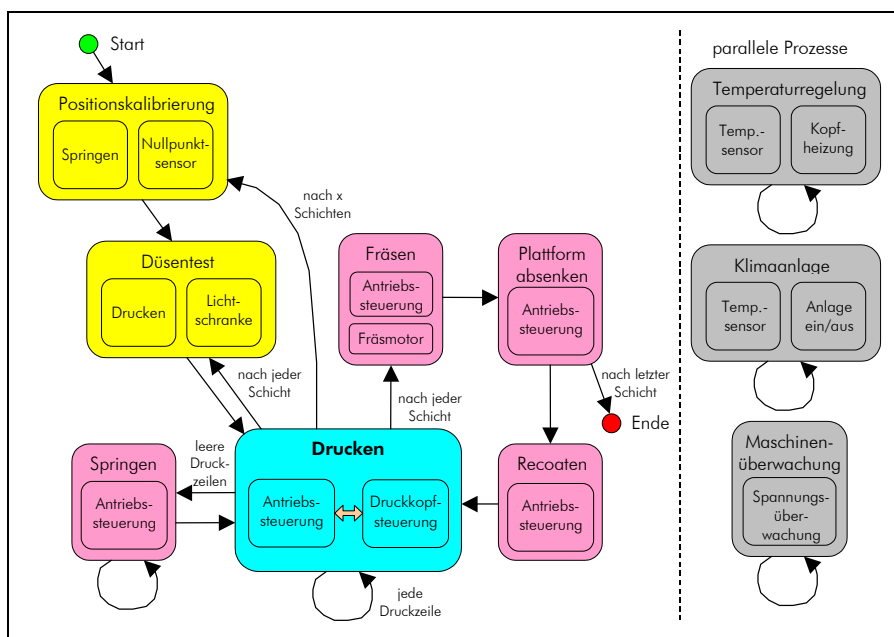 Start
Positionskalibrierung
Springen
Nullpunkt-
sensor
nach x
Schichten
Düsentest
Drucken
Licht-
schranke
nach jeder
Schicht
Fräsen
Antriebs-
steuerung
Fräsmotor
nach jeder
Schicht
Plattform
absenken
Antriebs-
steuerung
nach letzter
Schicht
Ende
Springen
Antriebs-
steuerung
leere
Druck-
zeilen
Drucken
Antriebs-
steuerung
Druckkopf-
steuerung
jede
Druckzeile
Recoaten
Antriebs-
steuerung
parallele Prozesse
Temperaturregelung
Temp.-
sensor
Kopf-
heizung
Klimaanlage
Temp.-
sensor
Anlage
ein/aus
Maschinen-
überwachung
Spannungs-
über-
wachung